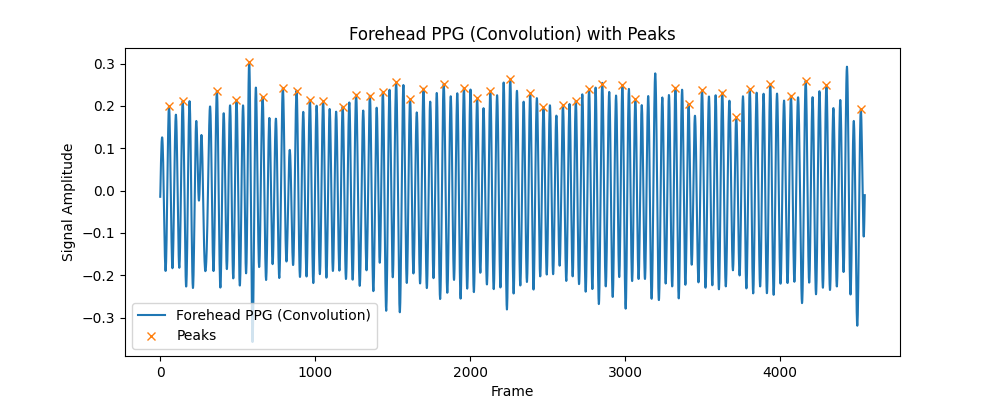 Forehead PPG (Convolution) with Peaks
0.3
0.2
0.1
0.0
−0.1
−0.2
−0.3
Signal Amplitude
Forehead PPG (Convolution)
Peaks
0 1000 2000 3000 4000
Frame